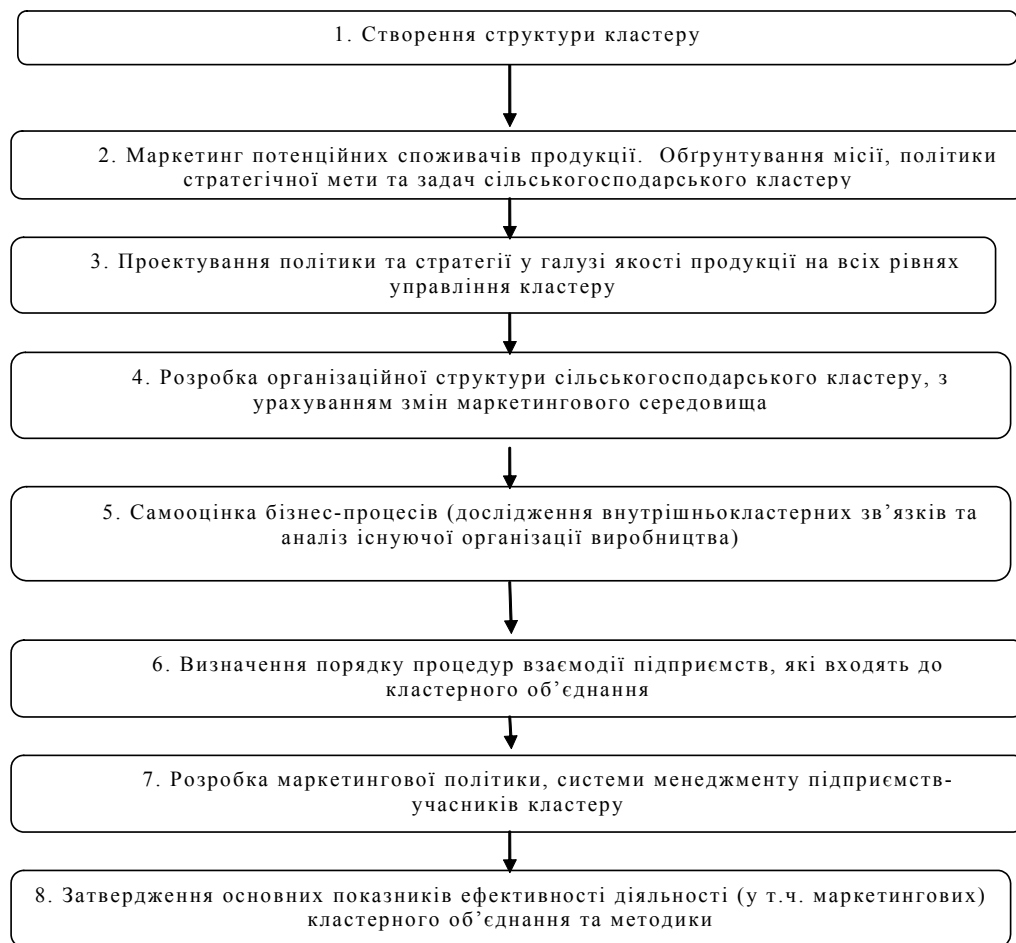 1. Створення структури кластеру
2. Маркетинг потенційних споживачів продукції. Обґрунтування місії, політики
стратегічної мети та задач сільськогосподарського кластеру
3. Проектування політики та стратегії у галузі якості продукції на всіх рівнях
управління кластеру
4. Розробка організаційної структури сільськогосподарського кластеру, з
урахуванням змін маркетингового середовища
5. Самооцінка бізнес-процесів (дослідження внутрішньокластерних зв’язків та
аналіз існуючої організації виробництва)
6. Визначення порядку процедур взаємодії підприємств, які входять до
кластерного об’єднання
7. Розробка маркетингової політики, системи менеджменту підприємств-
учасників кластеру
8. Затвердження основних показників ефективності діяльності (у т.ч. маркетингових)
кластерного об’єднання та методики